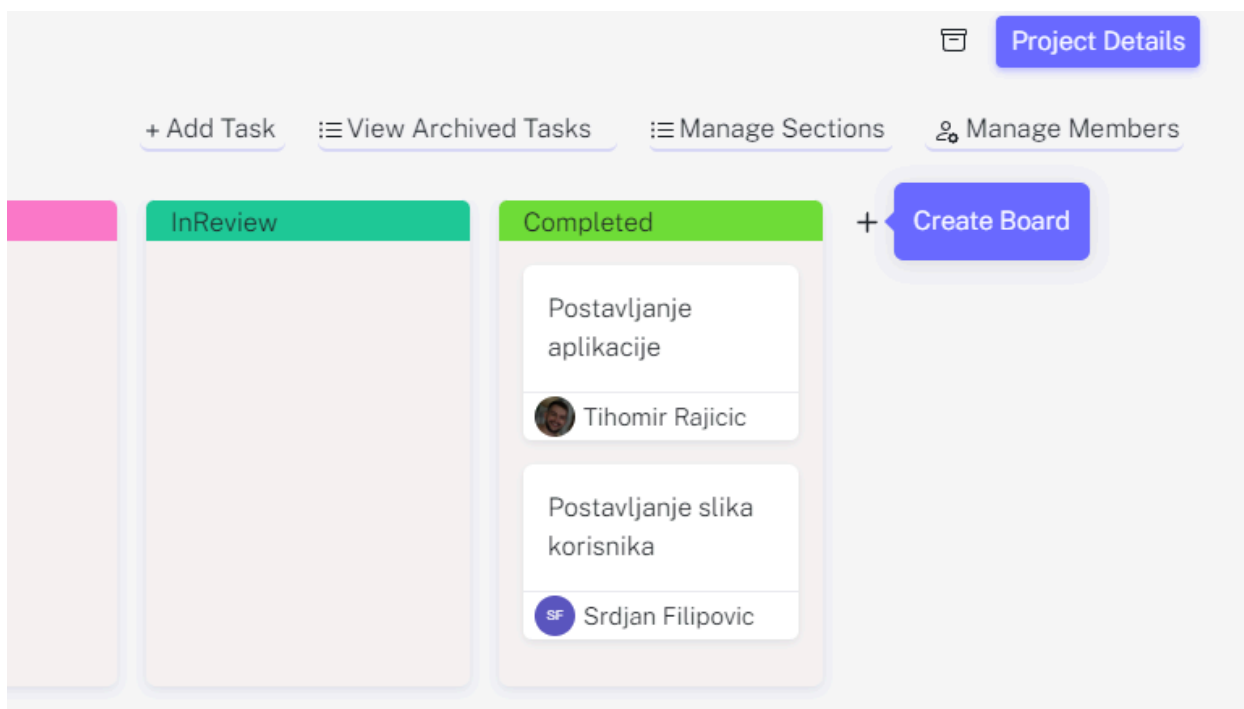 Project Details
+ Add Task View Archived Tasks Manage Sections Manage Members
InReview
Completed
+ Create Board
Postavljanje
aplikacije
Tihomir Rajicic
Postavljanje slika
korisnika
SF Srdjan Filipovic